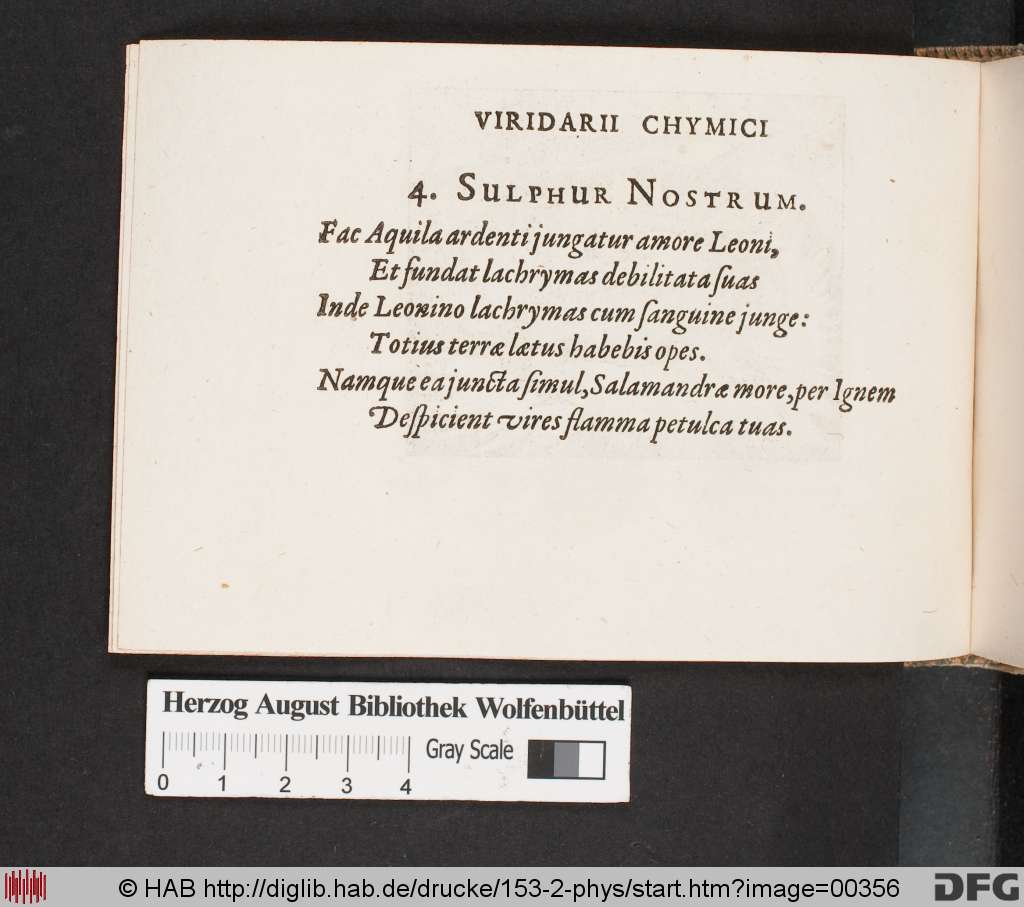 VIRIDARII CHYMICI
4. SULPHUR NOSTRUM.
Fac Aquila ardenti jungatur amore Leoni,
Et fundat lachrymas debilitata ſuas
Inde Leonino lachrymas cum ſanguine junge:
Totius terræ lætus habebis opes.
Namque ea juncta ſimul, Salamandræ more, per Ignem
Deſpicient vires flamma petulca tuas.
Herzog August Bibliothek Wolfenbüttel
Gray Scale
0 1 2 3 4
© HAB http://diglib.hab.de/drucke/153-2-phys/start.htm?image=00356
DFG